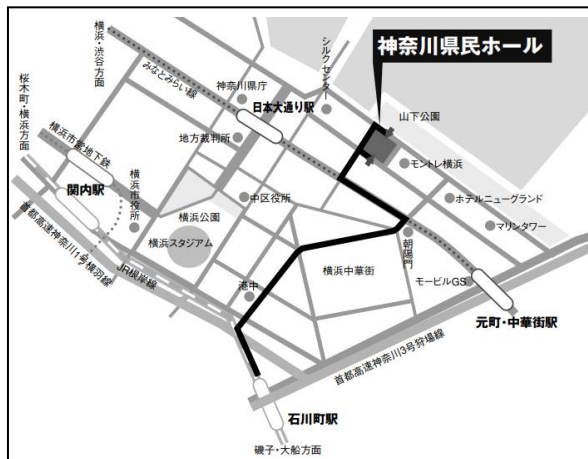 神奈川県民ホール
横浜・渋谷方面
みなとみらい線
桜木町・横浜方面
横浜市営地下鉄
神奈川県庁
シルクセンター
日本大通り駅
山下公園
地方裁判所
モントレ横浜
関内駅
横浜市役所
中区役所
ホテルニューグランド
横浜公園
マリンタワー
横浜スタジアム
朝陽門
首都高速神奈川1号横羽線
JR根岸線
横浜中華街
港中
モービルGS
元町・中華街駅
首都高速神奈川3号狩場線
石川町駅
磯子・大船方面